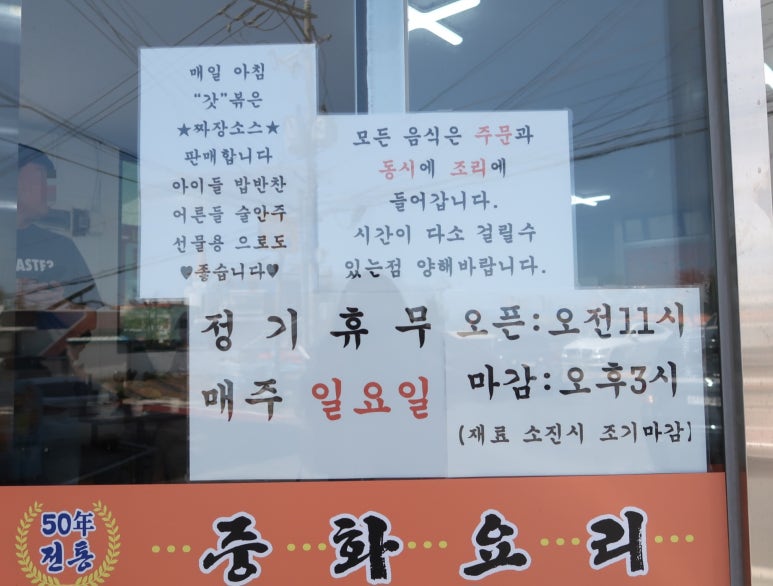 매일 아침
“갓”볶은
★짜장소스★
판매합니다
아이들 밥반찬
어른들 술안주
선물용 으로도
♥좋습니다♥
모든 음식은 주문과
동시에 조리에
들어갑니다.
시간이 다소 걸릴수
있는점 양해바랍니다.
정기휴무
매주 일요일
오픈:오전11시
마감:오후3시
(재료 소진시 조기마감)
50年
전통
중화요리